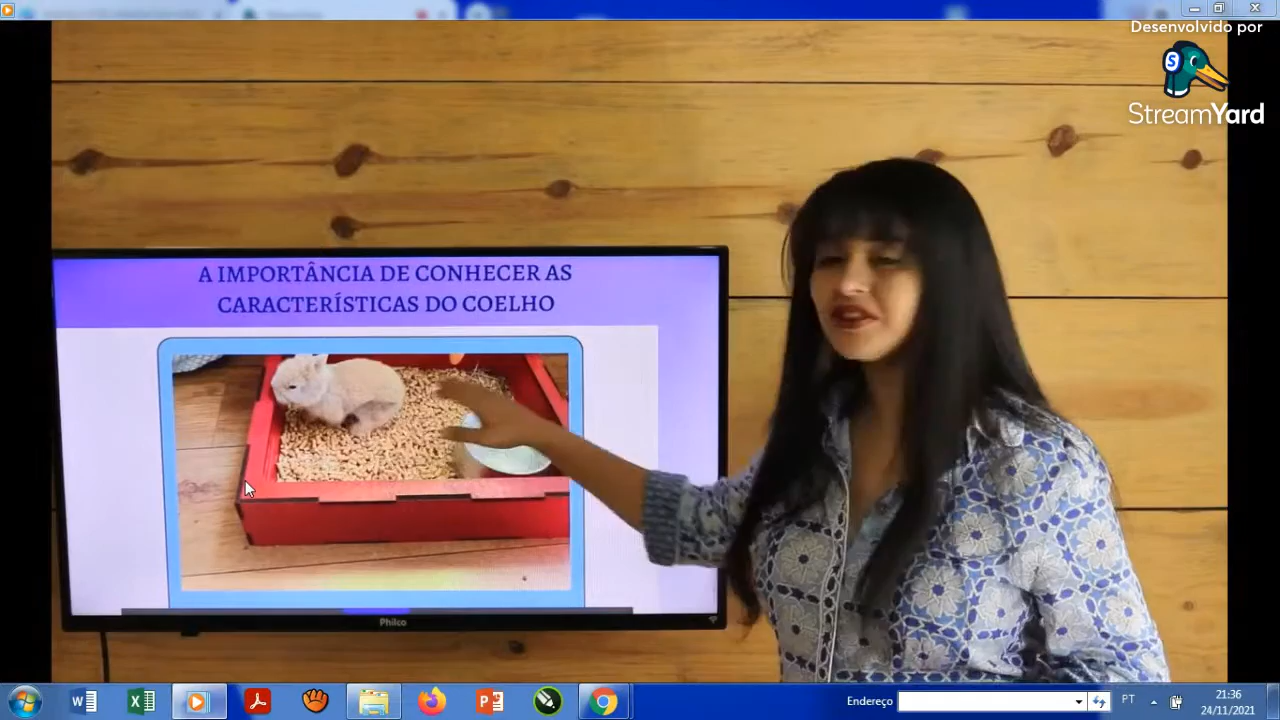 Desenvolvido por
StreamYard
A IMPORTÂNCIA DE CONHECER AS
CARACTERÍSTICAS DO COELHO
Philco
Endereço
PT
21:36
24/11/2021